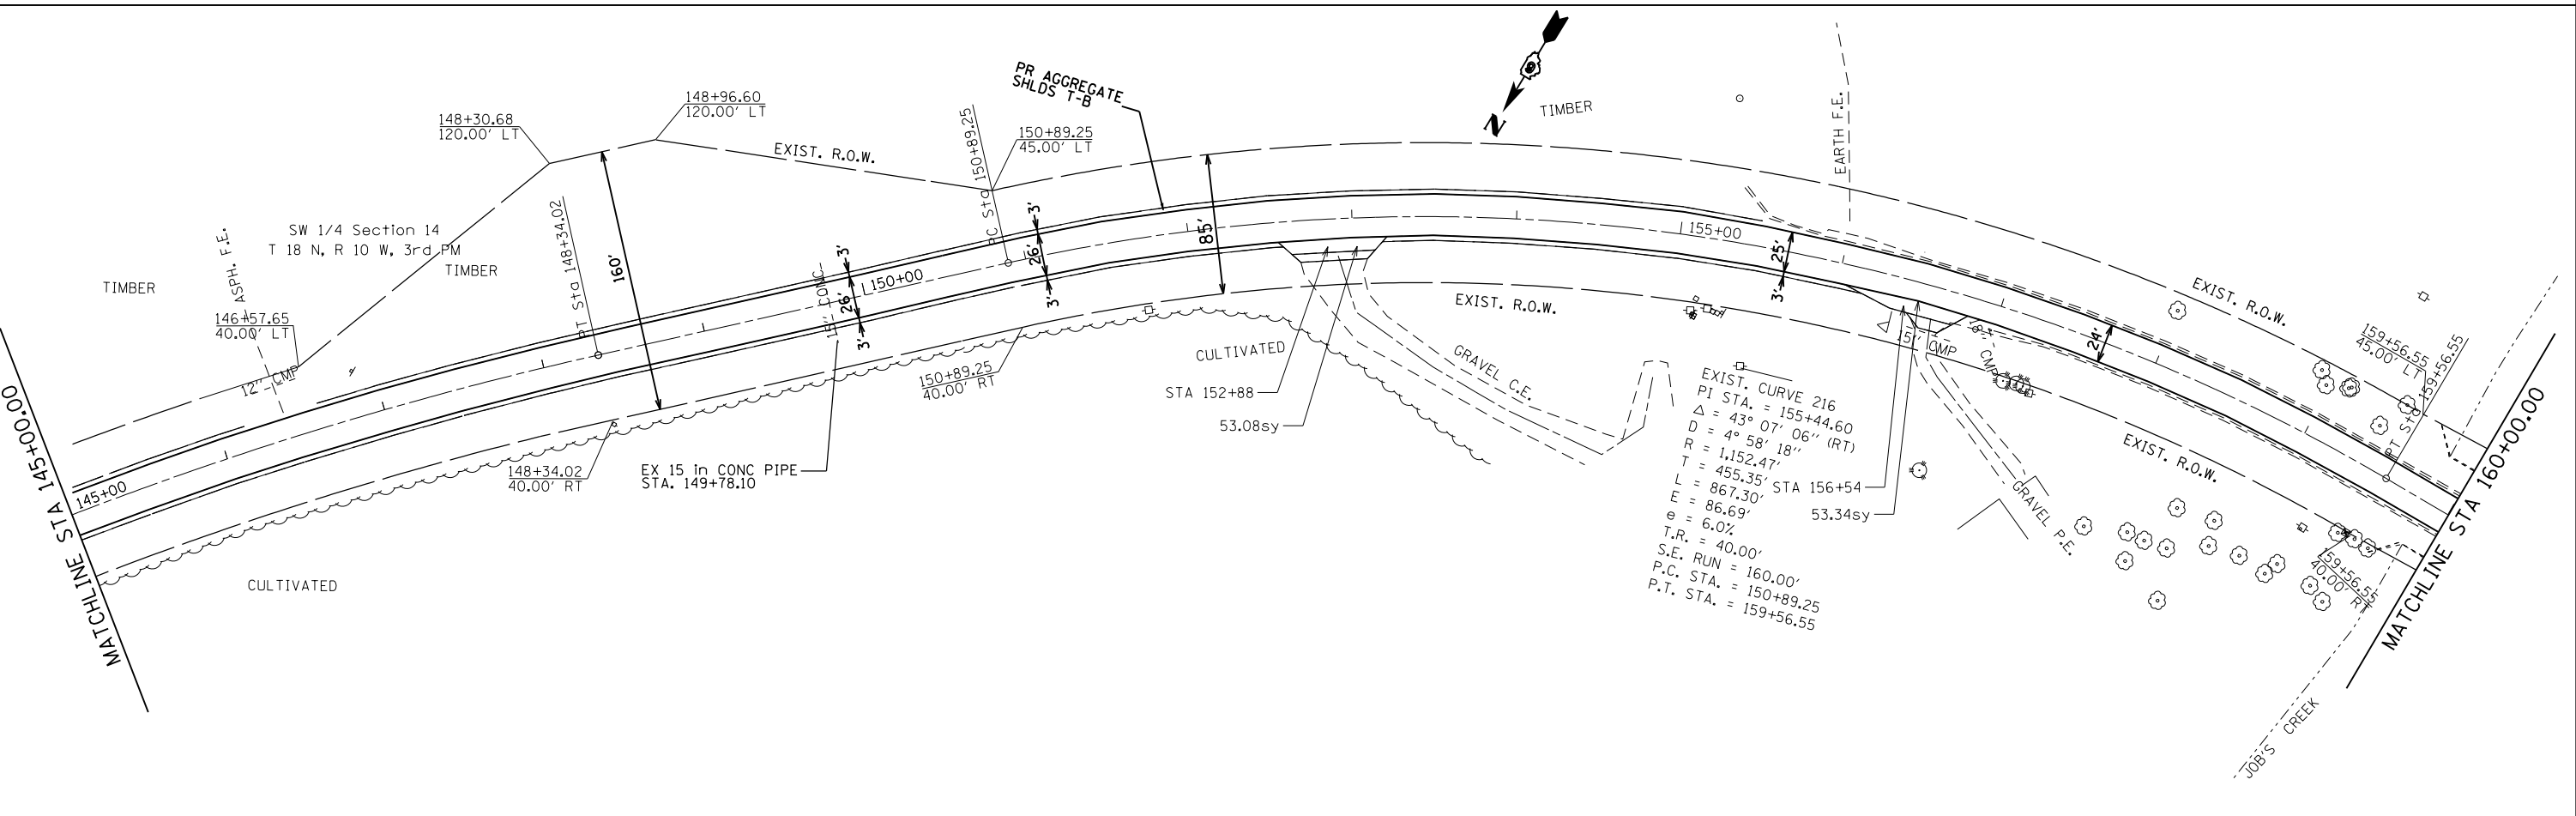 MATCHLINE STA 145+00.00
145+00
TIMBER
SW 1/4 Section 14
T 18 N, R 10 W, 3rd PM
TIMBER
ASPH. F.E.
12" CMP
146+57.65
40.00' LT
148+30.68
120.00' LT
148+96.60
120.00' LT
PT Sta 148+34.02
160'
EXIST. R.O.W.
148+34.02
40.00' RT
CULTIVATED
EX 15 in CONC PIPE
STA. 149+78.10
15" CONC
3'
26'
3'
150+00
PC Sta 150+89.25
150+89.25
45.00' LT
3'
26'
3'
150+89.25
40.00' RT
PR AGGREGATE
SHLDS T-B
85'
CULTIVATED
STA 152+88
53.08sy
GRAVEL C.E.
EXIST. R.O.W.
N
TIMBER
EARTH F.E.
155+00
25'
3'
EXIST. CURVE 216
PI STA. = 155+44.60
Δ = 43° 07' 06" (RT)
D = 4° 58' 18"
R = 1,152.47'
T = 455.35'
L = 867.30'
E = 86.69'
e = 6.0%
T.R. = 40.00'
S.E. RUN = 160.00'
P.C. STA. = 150+89.25
P.T. STA. = 159+56.55
STA 156+54
53.34sy
15" CMP
18" CMP
GRAVEL P.E.
24'
EXIST. R.O.W.
EXIST. R.O.W.
159+56.55
45.00' LT
PT Sta 159+56.55
159+56.55
40.00' RT
JOB'S CREEK
MATCHLINE STA 160+00.00